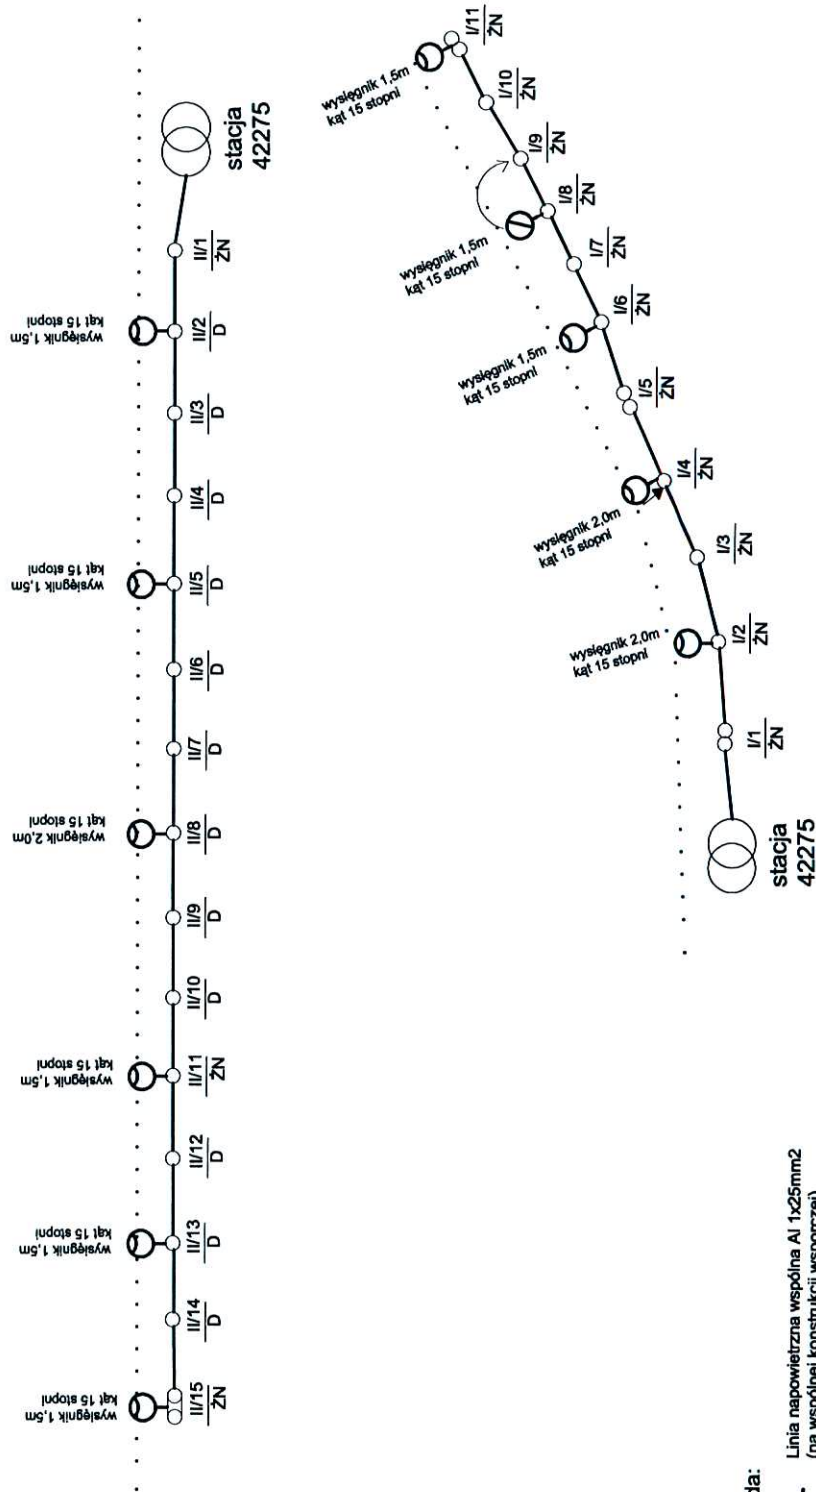 wysięgnik 1,5m
kąt 15 stopni
wysięgnik 1,5m
kąt 15 stopni
wysięgnik 1,5m
kąt 15 stopni
wysięgnik 2,0m
kąt 15 stopni
wysięgnik 1,5m
kąt 15 stopni
wysięgnik 1,5m
kąt 15 stopni
II/15
ŻN
II/14
D
II/13
D
II/12
D
II/11
ŻN
II/10
D
II/9
D
II/8
D
II/7
D
II/6
D
II/5
D
II/4
D
II/3
D
II/2
D
II/1
ŻN
stacja
42275
wysięgnik 2,0m
kąt 15 stopni
wysięgnik 2,0m
kąt 15 stopni
wysięgnik 1,5m
kąt 15 stopni
wysięgnik 1,5m
kąt 15 stopni
wysięgnik 1,5m
kąt 15 stopni
stacja
42275
I/1
ŻN
I/2
ŻN
I/3
ŻN
I/4
ŻN
I/5
ŻN
I/6
ŻN
I/7
ŻN
I/8
ŻN
I/9
ŻN
I/10
ŻN
I/11
ŻN
da:
Linia napowietrzna wspólna Al 1x25mm2
(na wspólnej konstrukcji wsporczej)